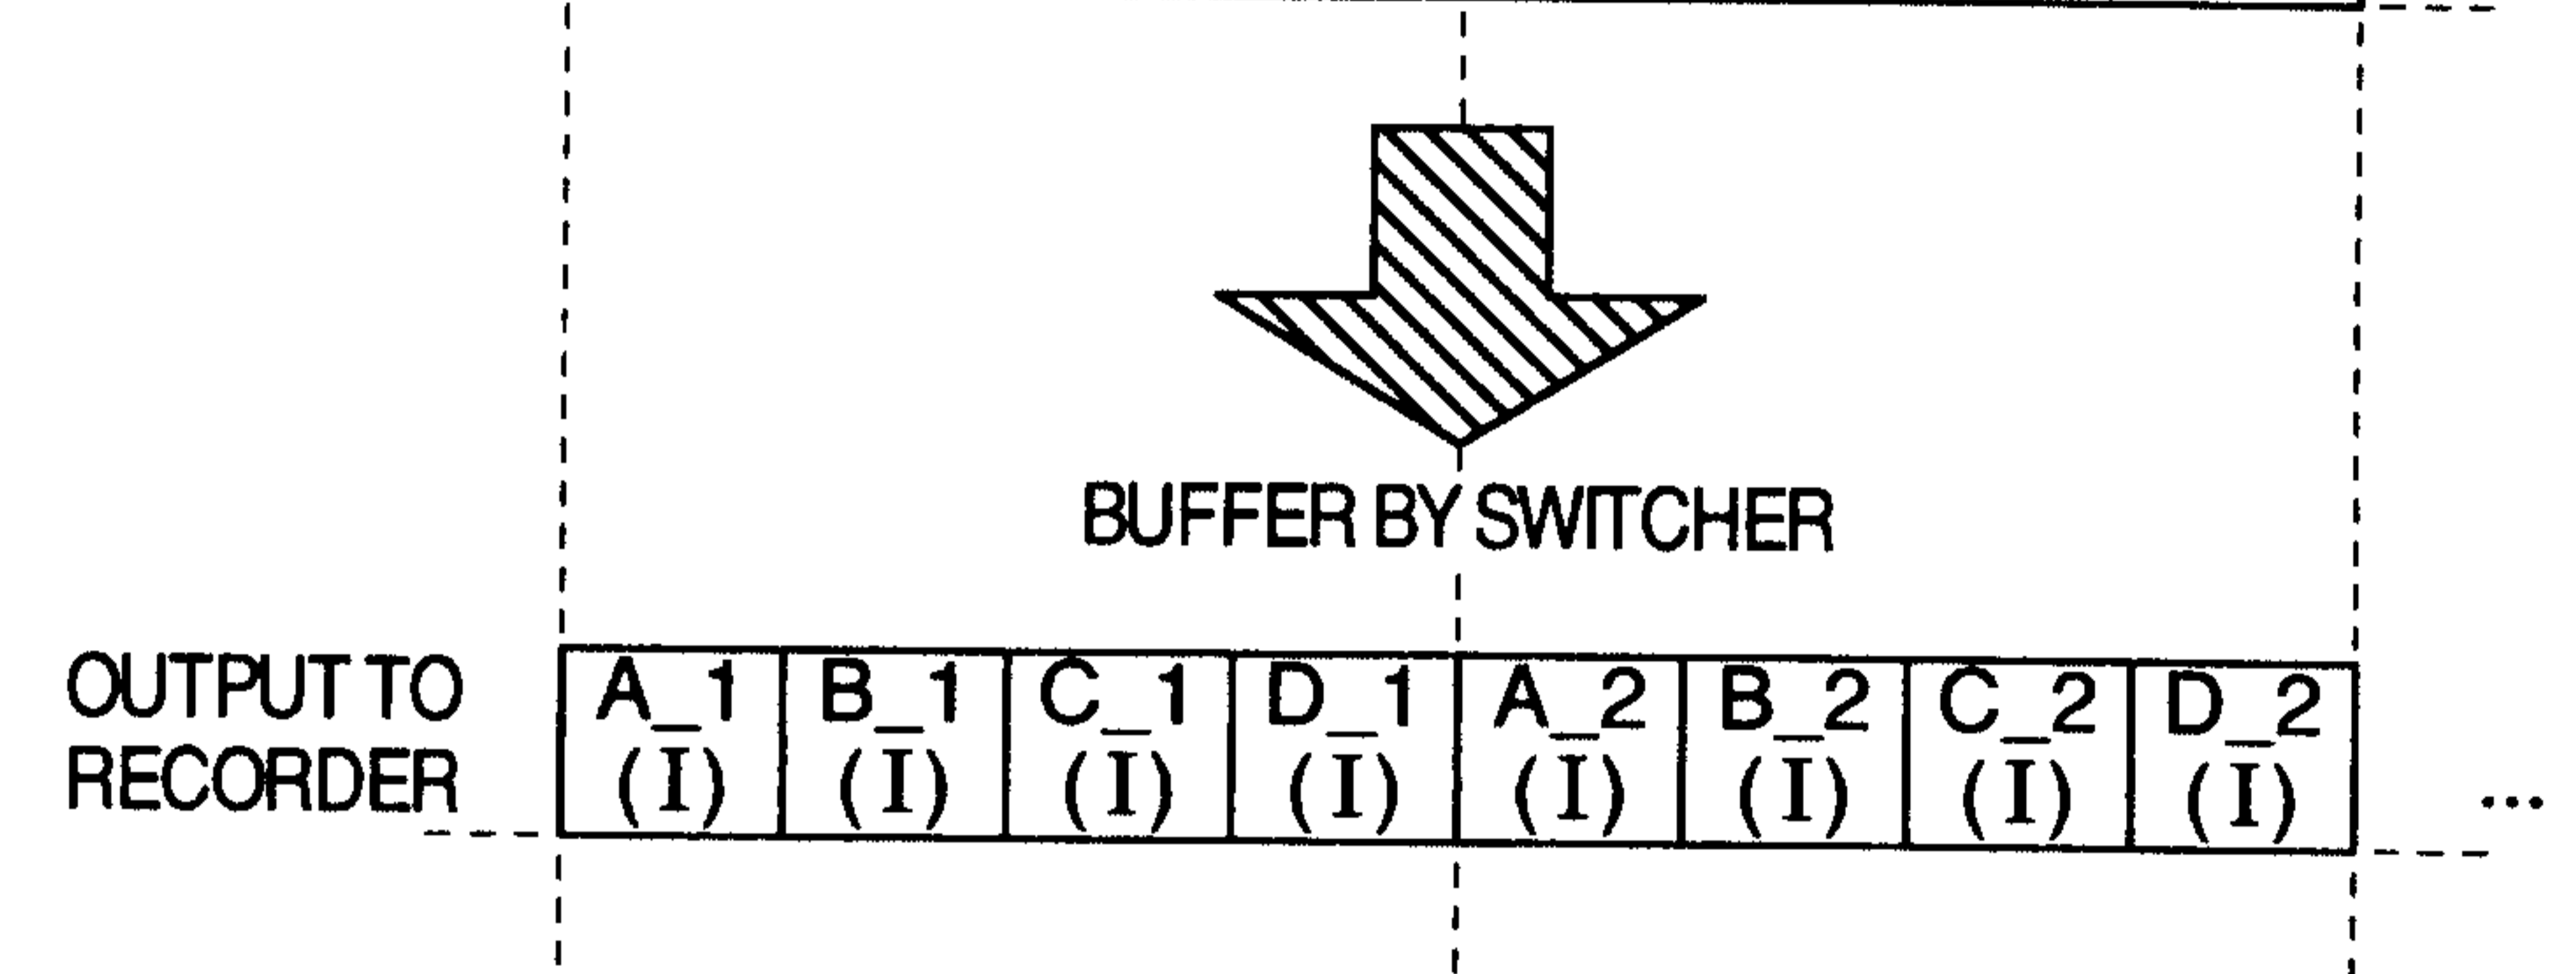 BUFFER BY SWITCHER
OUTPUT TO
RECORDER
A_1 B_1 C_1 D_1 A_2 B_2 C_2 D_2
(I) (I) (I) (I) (I) (I) (I) (I)
...